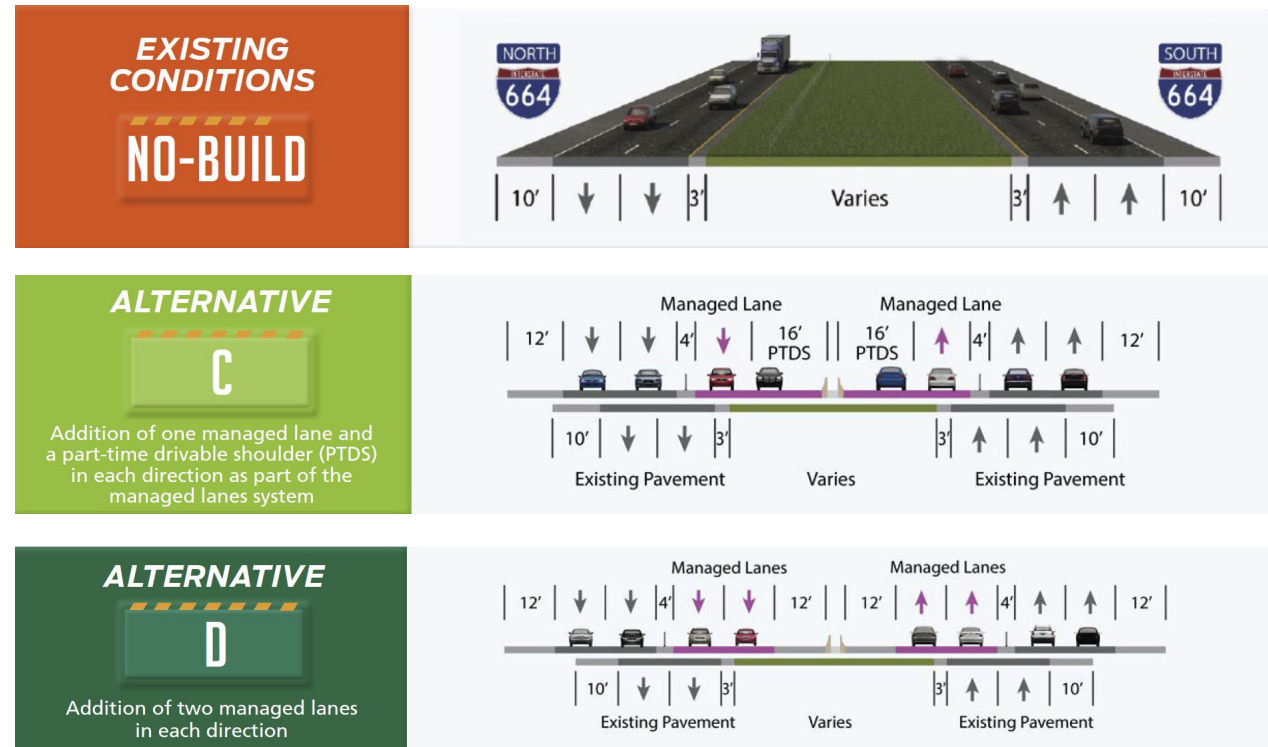 EXISTING
CONDITIONS
NO-BUILD
NORTH
INTERSTATE
664
SOUTH
INTERSTATE
664
10’ 3’ Varies 3’ 10’
ALTERNATIVE
C
Addition of one managed lane and
a part-time drivable shoulder (PTDS)
in each direction as part of the
managed lanes system
Managed Lane Managed Lane
12’ 4’ 16’ PTDS 16’ PTDS 4’ 12’
10’ 3’ 3’ 10’
Existing Pavement Varies Existing Pavement
ALTERNATIVE
D
Addition of two managed lanes
in each direction
Managed Lanes Managed Lanes
12’ 4’ 12’ 12’ 4’ 12’
10’ 3’ 3’ 10’
Existing Pavement Varies Existing Pavement